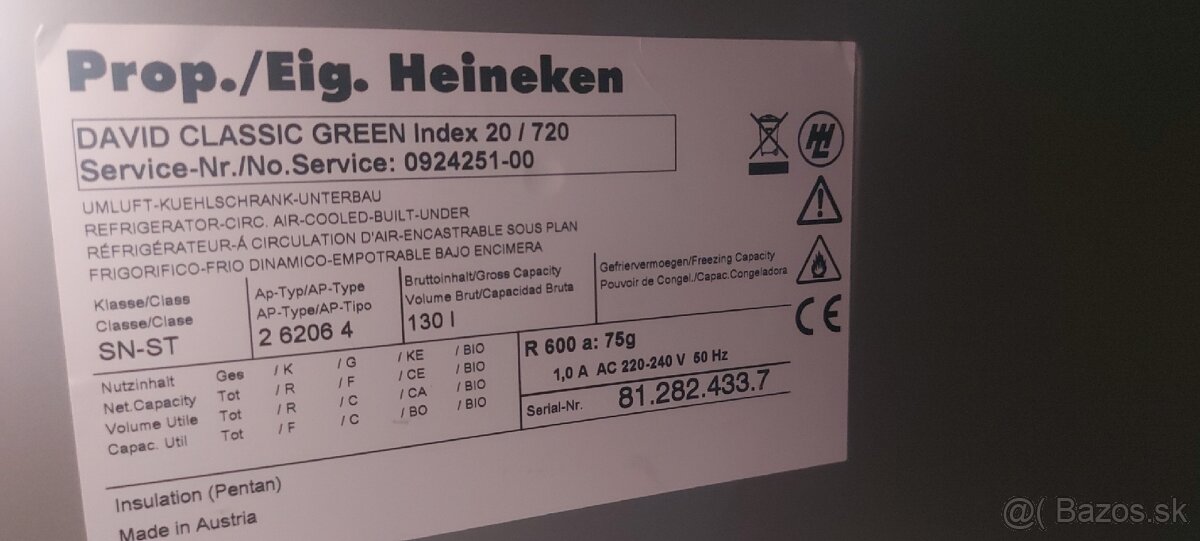 Prop./Eig. Heineken
DAVID CLASSIC GREEN Index 20 / 720
Service-Nr./No.Service: 0924251-00
HL
UMLUFT-KUEHLSCHRANK-UNTERBAU
REFRIGERATOR-CIRC. AIR-COOLED-BUILT-UNDER
RÉFRIGÉRATEUR-Á CIRCULATION D'AIR-ENCASTRABLE SOUS PLAN
FRIGORIFICO-FRIO DINAMICO-EMPOTRABLE BAJO ENCIMERA
Klasse/Class
Classe/Clase
SN-ST
Ap-Typ/AP-Type
AP-Type/AP-Tipo
2 6206 4
Bruttoinhalt/Gross Capacity
Volume Brut/Capacidad Bruta
130 l
Gefriervermoegen/Freezing Capacity
Pouvoir de Congel./Capac.Congeladora
CE
Nutzinhalt Ges / K / G / KE / BIO
Net.Capacity Tot / R / F / CE / BIO
Volume Utile Tot / R / C / CA / BIO
Capac. Util Tot / F / C / BO / BIO
R 600 a: 75g
1,0 A AC 220-240 V 50 Hz
Serial-Nr. 81.282.433.7
Insulation (Pentan)
Made in Austria
@( Bazos.sk